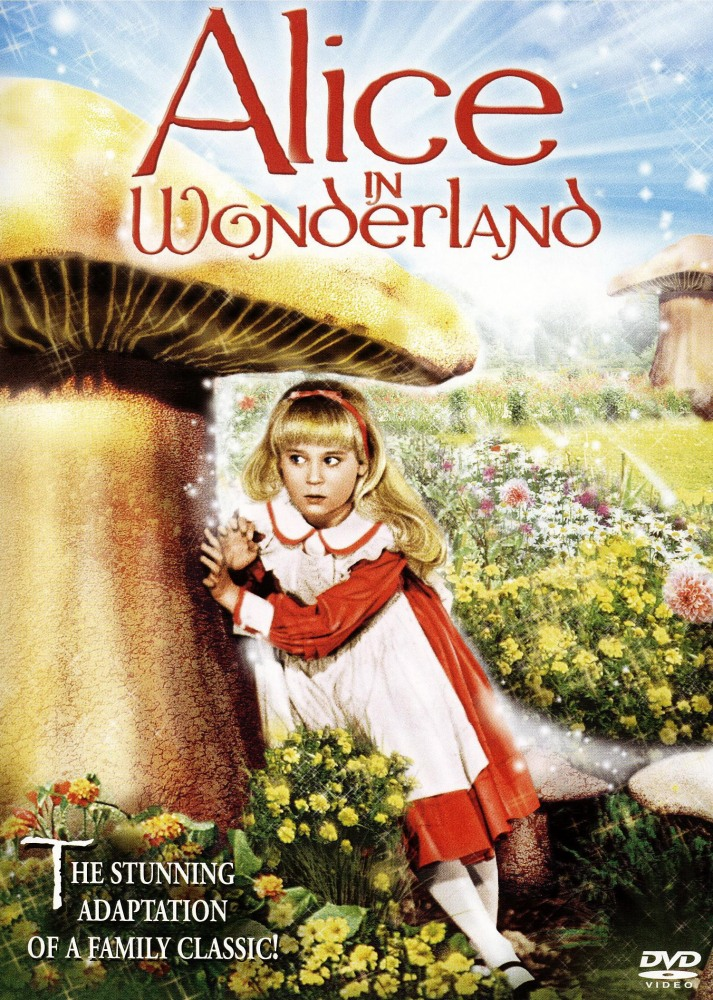 Alice
IN
WONDERLAND
THE STUNNING
ADAPTATION
OF A FAMILY CLASSIC!
DVD
VIDEO